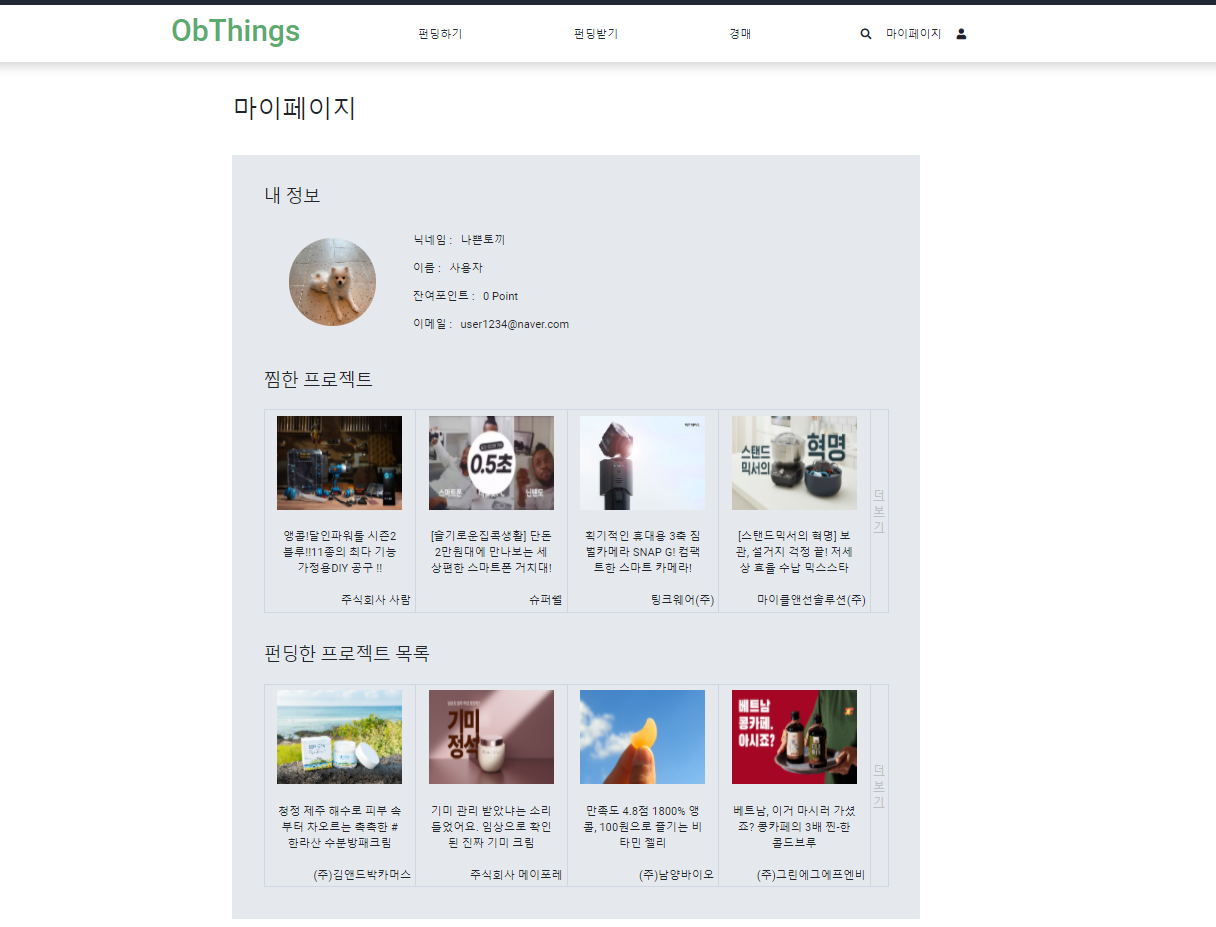 ObThings
펀딩하기
펀딩받기
경매
마이페이지
마이페이지
내 정보
닉네임 : 나쁜토끼
이름 : 사용자
잔여포인트 : 0 Point
이메일 : user1234@naver.com
찜한 프로젝트
0.5초
스마트폰
닌텐도
스탠드
믹서의
혁명
앵콜!달인파워툴 시즌2
블루!!11종의 최다 기능
가정용DIY 공구 !!
주식회사 사람
[슬기로운집콕생활] 단돈
2만원대에 만나보는 세
상편한 스마트폰 거치대!
슈퍼쉘
획기적인 휴대용 3축 짐
벌카메라 SNAP G! 컴팩
트한 스마트 카메라!
팅크웨어(주)
[스탠드믹서의 혁명] 보
관, 설거지 걱정 끝! 저세
상 효율 수납 믹스스타
마이클앤선솔루션(주)
더
보
기
펀딩한 프로젝트 목록
기미
정석
베트남
콩카페.
아시죠?
청정 제주 해수로 피부 속
부터 차오르는 촉촉한 #
한라산 수분방패크림
(주)김앤드박카머스
기미 관리 받았냐는 소리
들었어요. 임상으로 확인
된 진짜 기미 크림
주식회사 메이포레
만족도 4.8점 1800% 앵
콜, 100원으로 즐기는 비
타민 젤리
(주)남양바이오
베트남, 이거 마시러 가셨
죠? 콩카페의 3배 찐-한
콜드브루
(주)그린에그에프엔비
더
보
기